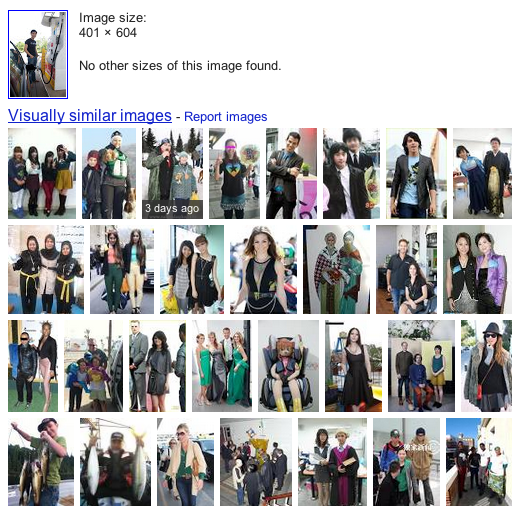 Image size:
401 × 604
No other sizes of this image found.
Visually similar images - Report images
3 days ago